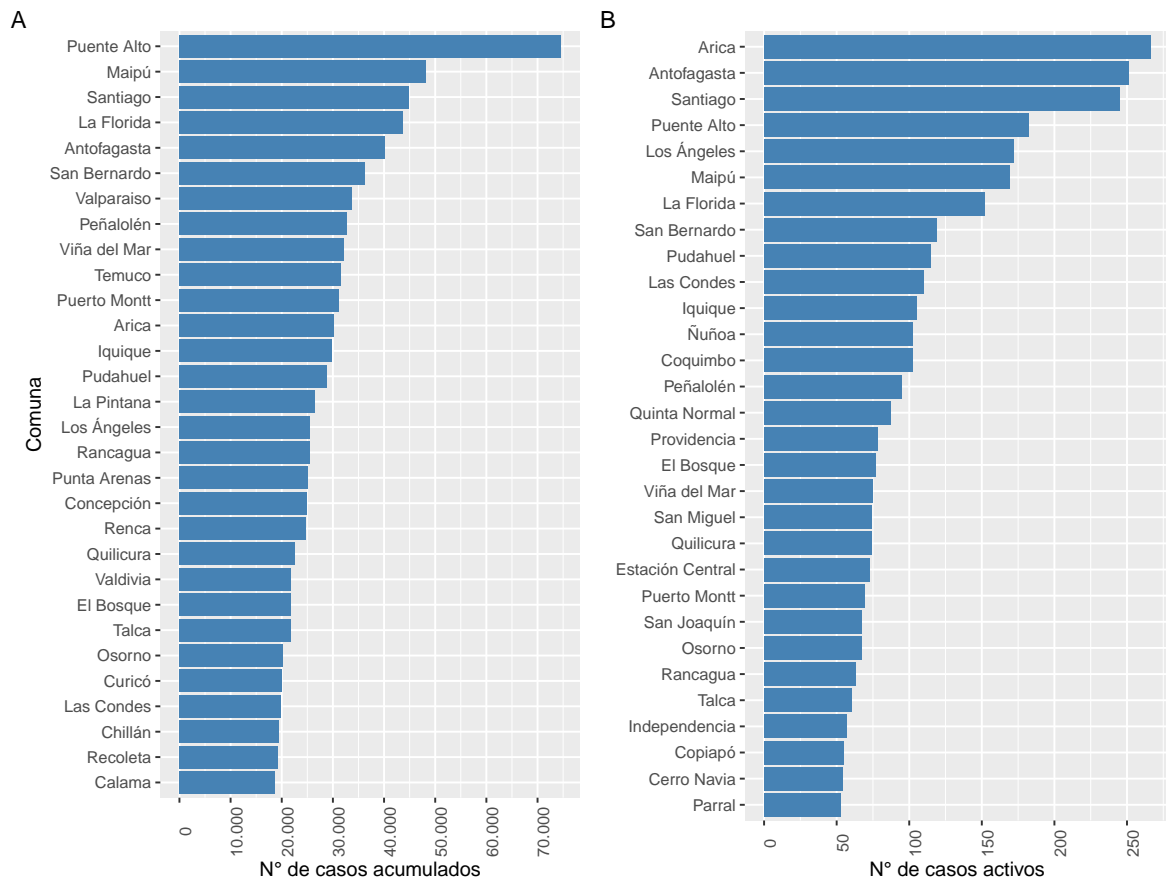 A
Puente Alto
Maipú
Santiago
La Florida
Antofagasta
San Bernardo
Valparaiso
Peñalolén
Viña del Mar
Temuco
Puerto Montt
Arica
Iquique
Pudahuel
La Pintana
Los Ángeles
Rancagua
Punta Arenas
Concepción
Renca
Quilicura
Valdivia
El Bosque
Talca
Osorno
Curicó
Las Condes
Chillán
Recoleta
Calama
Comuna
0
10.000
20.000
30.000
40.000
50.000
60.000
70.000
N° de casos acumulados
B
Arica
Antofagasta
Santiago
Puente Alto
Los Ángeles
Maipú
La Florida
San Bernardo
Pudahuel
Las Condes
Iquique
Ñuñoa
Coquimbo
Peñalolén
Quinta Normal
Providencia
El Bosque
Viña del Mar
San Miguel
Quilicura
Estación Central
Puerto Montt
San Joaquín
Osorno
Rancagua
Talca
Independencia
Copiapó
Cerro Navia
Parral
0
50
100
150
200
250
N° de casos activos